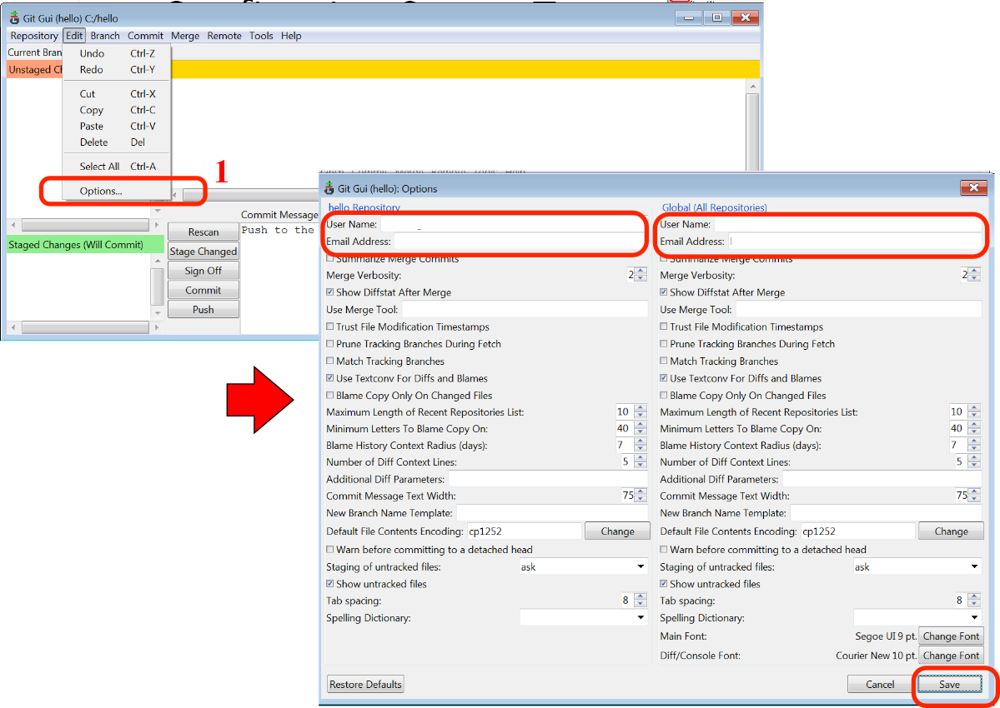 Git Gui (hello) C:/hello
Repository Edit Branch Commit Merge Remote Tools Help
Current Bran
Unstaged Ch
Undo Ctrl-Z
Redo Ctrl-Y
Cut Ctrl-X
Copy Ctrl-C
Paste Ctrl-V
Delete Del
Select All Ctrl-A
Options...
1
Commit Message
Push to the
Rescan
Staged Changes (Will Commit)
Stage Changed
Sign Off
Commit
Push
Git Gui (hello): Options
hello Repository
User Name:
Email Address:
Summarize Merge Commits
Merge Verbosity: 2
Show Diffstat After Merge
Use Merge Tool:
Trust File Modification Timestamps
Prune Tracking Branches During Fetch
Match Tracking Branches
Use Textconv For Diffs and Blames
Blame Copy Only On Changed Files
Maximum Length of Recent Repositories List: 10
Minimum Letters To Blame Copy On: 40
Blame History Context Radius (days): 7
Number of Diff Context Lines: 5
Additional Diff Parameters:
Commit Message Text Width: 75
New Branch Name Template:
Default File Contents Encoding: cp1252 Change
Warn before committing to a detached head
Staging of untracked files: ask
Show untracked files
Tab spacing: 8
Spelling Dictionary:
Restore Defaults
Global (All Repositories)
User Name:
Email Address:
Summarize Merge Commits
Merge Verbosity: 2
Show Diffstat After Merge
Use Merge Tool:
Trust File Modification Timestamps
Prune Tracking Branches During Fetch
Match Tracking Branches
Use Textconv For Diffs and Blames
Blame Copy Only On Changed Files
Maximum Length of Recent Repositories List: 10
Minimum Letters To Blame Copy On: 40
Blame History Context Radius (days): 7
Number of Diff Context Lines: 5
Additional Diff Parameters:
Commit Message Text Width: 75
New Branch Name Template:
Default File Contents Encoding: cp1252 Change
Warn before committing to a detached head
Staging of untracked files: ask
Show untracked files
Tab spacing: 8
Spelling Dictionary:
Main Font: Segoe UI 9 pt. Change Font
Diff/Console Font: Courier New 10 pt. Change Font
Cancel Save